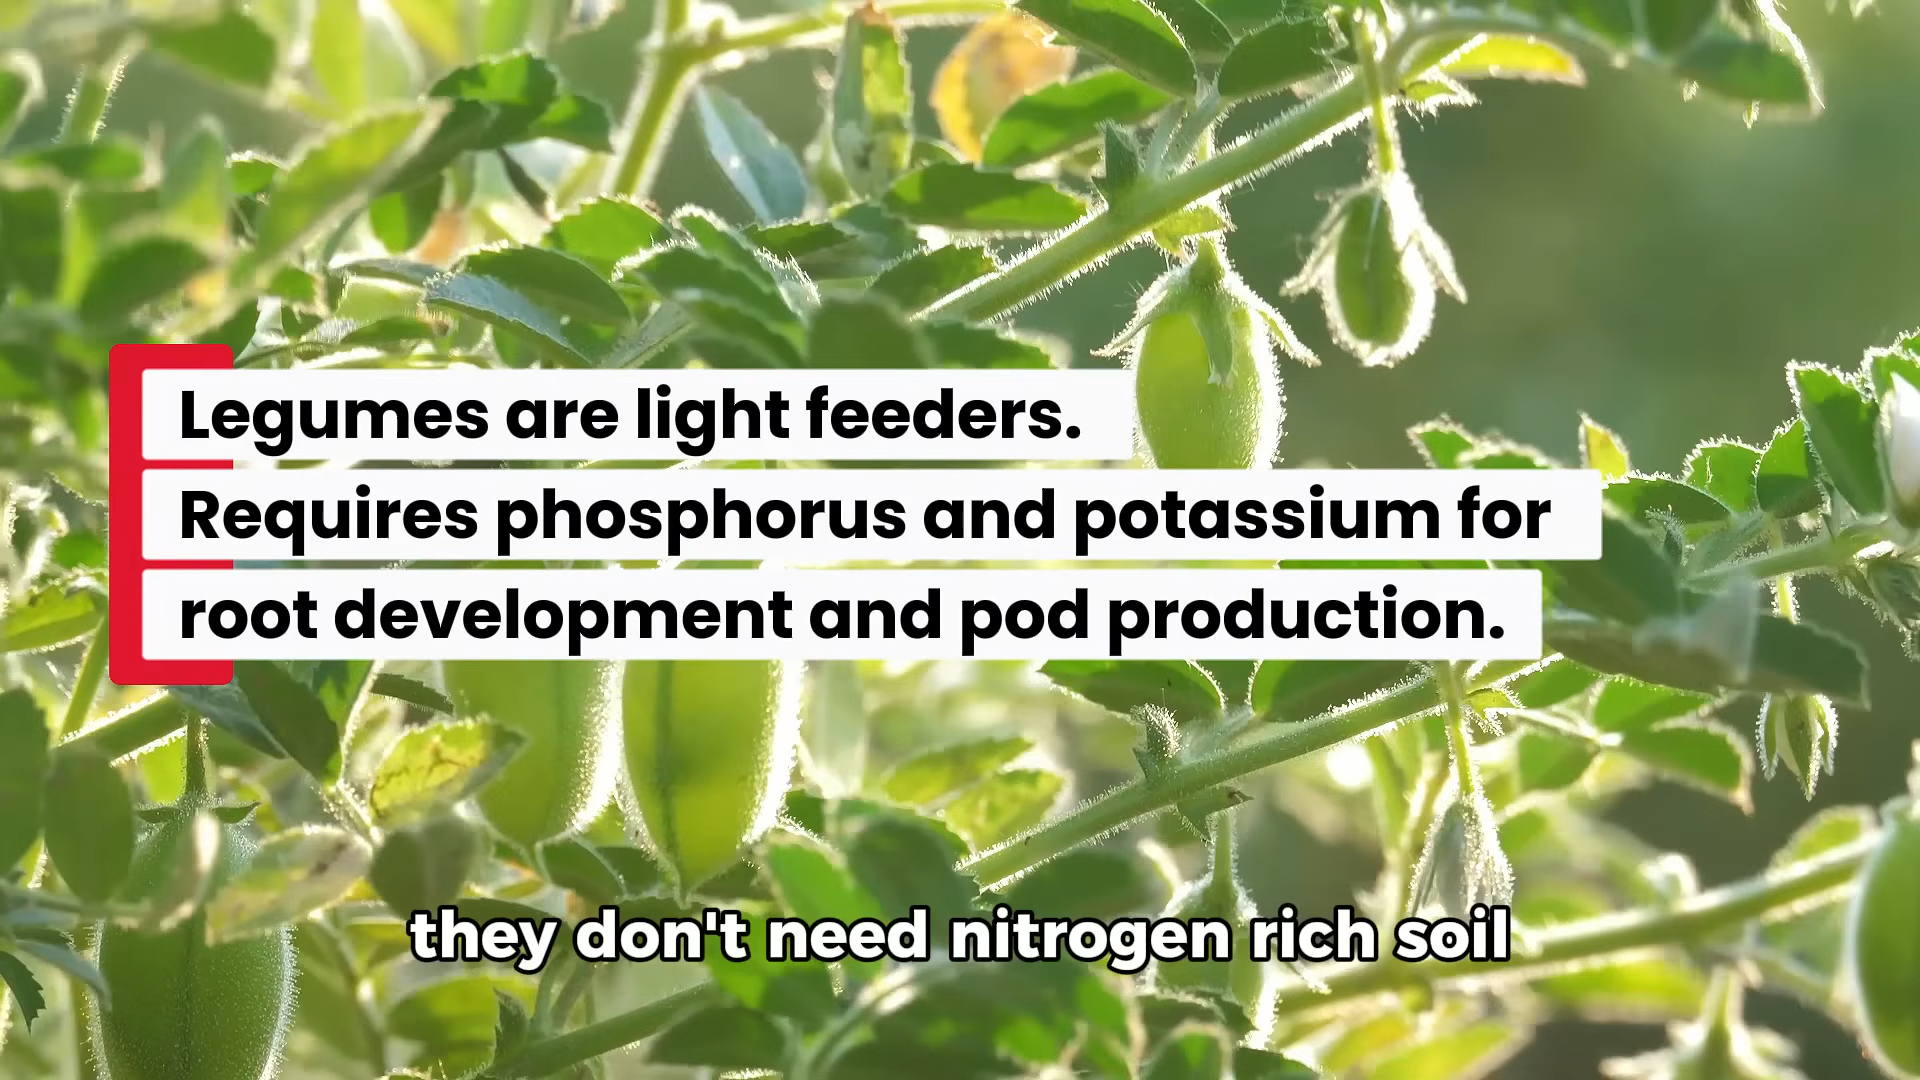 Legumes are light feeders.
Requires phosphorus and potassium for
root development and pod production.
they don't need nitrogen rich soil